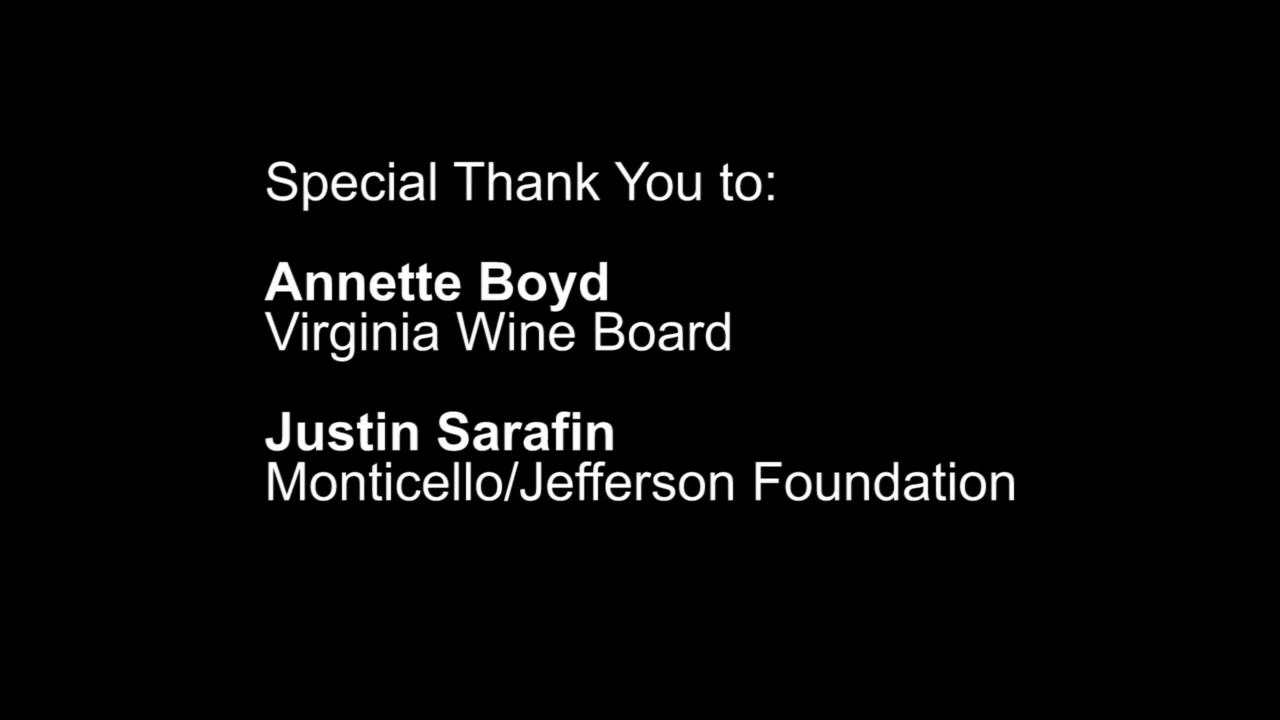 Special Thank You to:
Annette Boyd
Virginia Wine Board
Justin Sarafin
Monticello/Jefferson Foundation